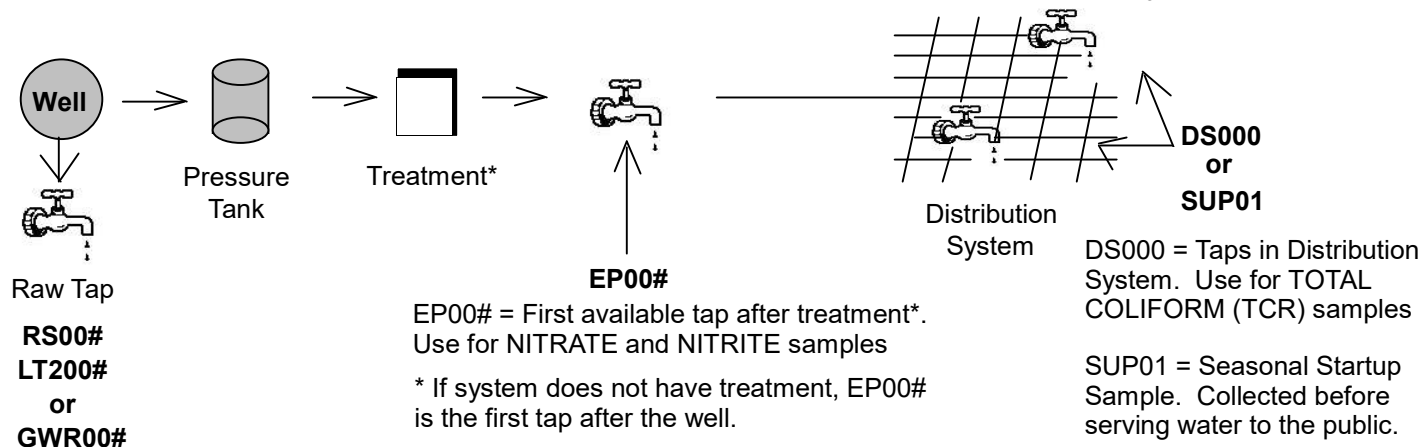 Well
Pressure
Tank
Treatment*
Raw Tap
RS00#
LT200#
or
GWR00#
EP00#
EP00# = First available tap after treatment*.
Use for NITRATE and NITRITE samples
* If system does not have treatment, EP00#
is the first tap after the well.
Distribution
System
DS000
or
SUP01
DS000 = Taps in Distribution
System. Use for TOTAL
COLIFORM (TCR) samples
SUP01 = Seasonal Startup
Sample. Collected before
serving water to the public.